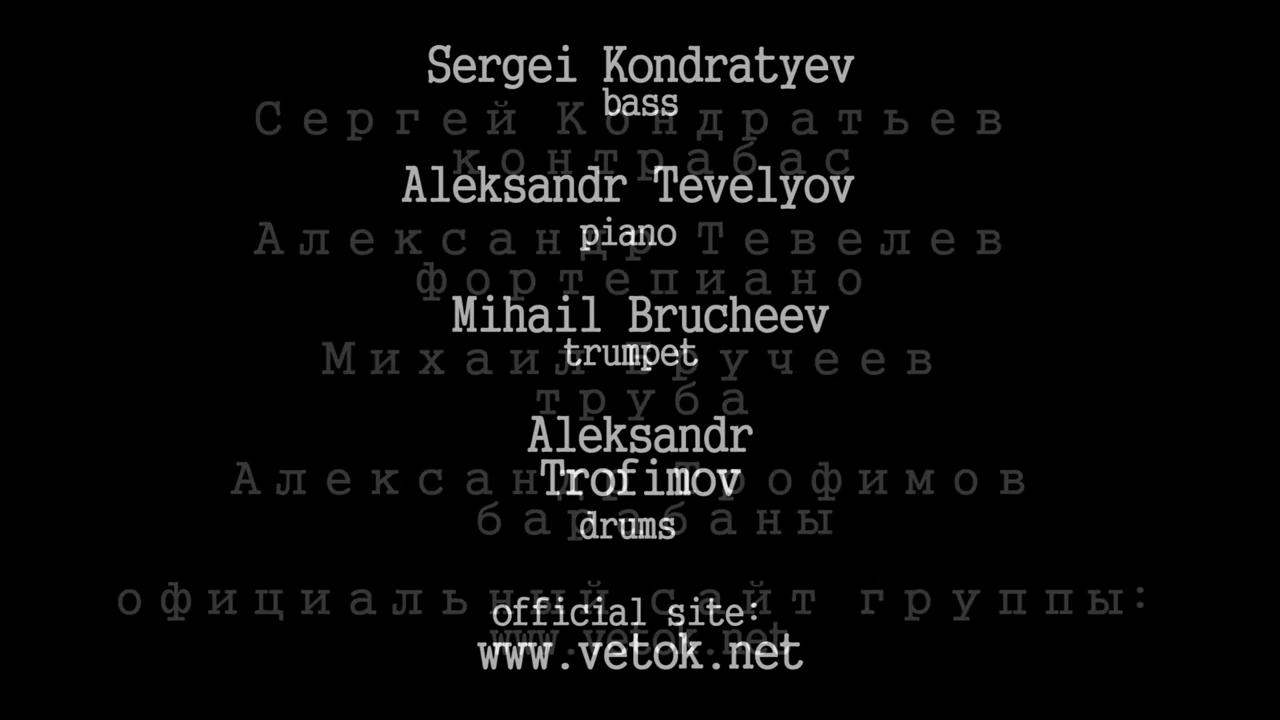 Sergei Kondratyev
bass
Сергей Кондратьев
контрабас
Aleksandr Tevelyov
piano
Александр Тевелев
фортепиано
Mihail Brucheev
trumpet
Михаил Бручеев
труба
Aleksandr
Trofimov
Александр Трофимов
барабаны
drums
официальный сайт группы:
official site:
www.vetok.net
www.vetok.net